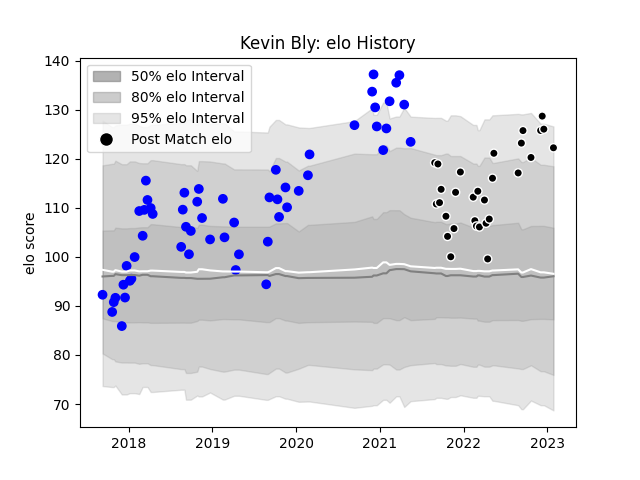 Kevin Bly: elo History
140
130
120
110
100
90
80
70
elo score
50% elo Interval
80% elo Interval
95% elo Interval
Post Match elo
2018
2019
2020
2021
2022
2023